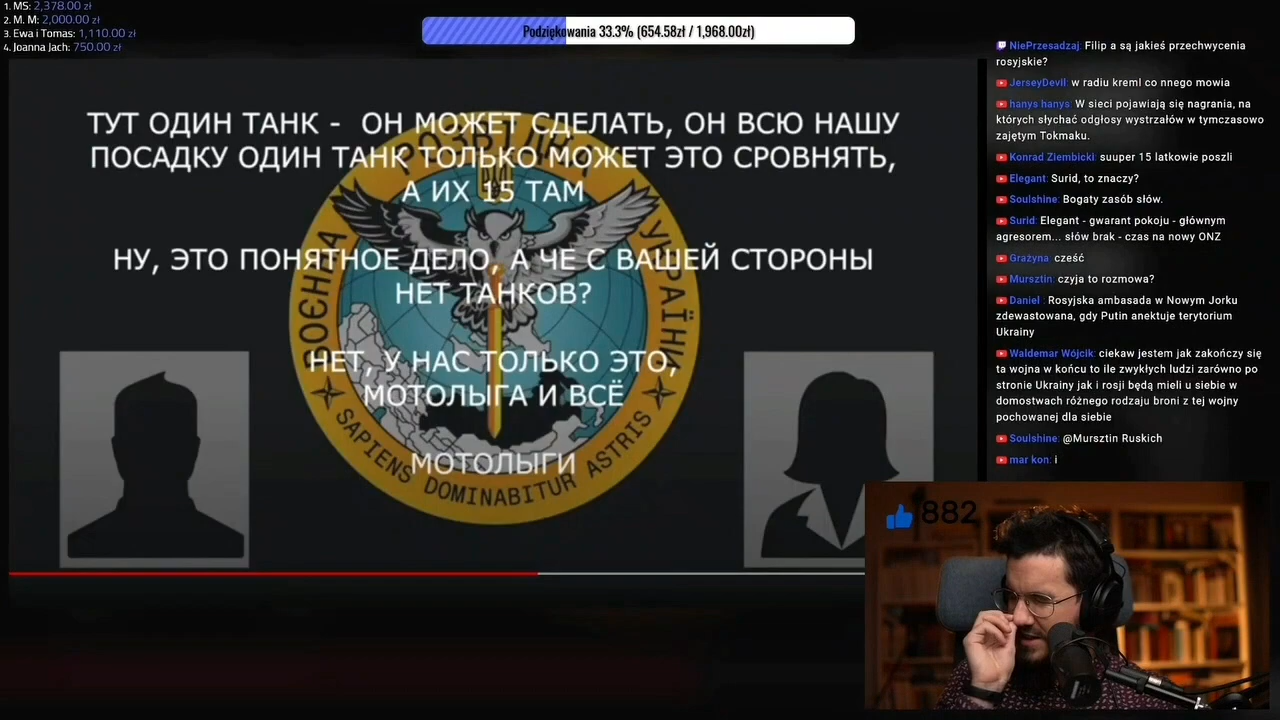 1. MS: 2,378.00 zł
2. M. M: 2,000.00 zł
3. Ewa i Tomas: 1,110.00 zł
4. Joanna Jach: 750.00 zł
Podziękowania 33.3% (654.58zł / 1,968.00zł)
ТУТ ОДИН ТАНК - ОН МОЖЕТ СДЕЛАТЬ, ОН ВСЮ НАШУ
ПОСАДКУ ОДИН ТАНК ТОЛЬКО МОЖЕТ ЭТО СРОВНЯТЬ,
А ИХ 15 ТАМ
НУ, ЭТО ПОНЯТНОЕ ДЕЛО, А ЧЕ С ВАШЕЙ СТОРОНЫ
НЕТ ТАНКОВ?
НЕТ, У НАС ТОЛЬКО ЭТО,
МОТОЛЫГА И ВСЁ
МОТОЛЫГИ
ВОЄННА РОЗВІДКА УКРАЇНИ
SAPIENS DOMINABITUR ASTRIS
NiePrzesadzaj: Filip a są jakieś przechwycenia
rosyjskie?
JerseyDevil: w radiu kreml co nnego mowia
hanys hanys: W sieci pojawiają się nagrania, na
których słychać odgłosy wystrzałów w tymczasowo
zajętym Tokmaku.
Konrad Ziembicki: suuper 15 latkowie poszli
Elegant: Surid, to znaczy?
Soulshine: Bogaty zasób słów.
Surid: Elegant - gwarant pokoju - głównym
agresorem... słów brak - czas na nowy ONZ
Grażyna: cześć
Mursztin: czyja to rozmowa?
Daniel : Rosyjska ambasada w Nowym Jorku
zdewastowana, gdy Putin anektuje terytorium
Ukrainy
Waldemar Wójcik: ciekaw jestem jak zakończy się
ta wojna w końcu to ile zwykłych ludzi zarówno po
stronie Ukrainy jak i rosji będą mieli u siebie w
domostwach różnego rodzaju broni z tej wojny
pochowanej dla siebie
Soulshine: @Mursztin Ruskich
mar kon: i
882